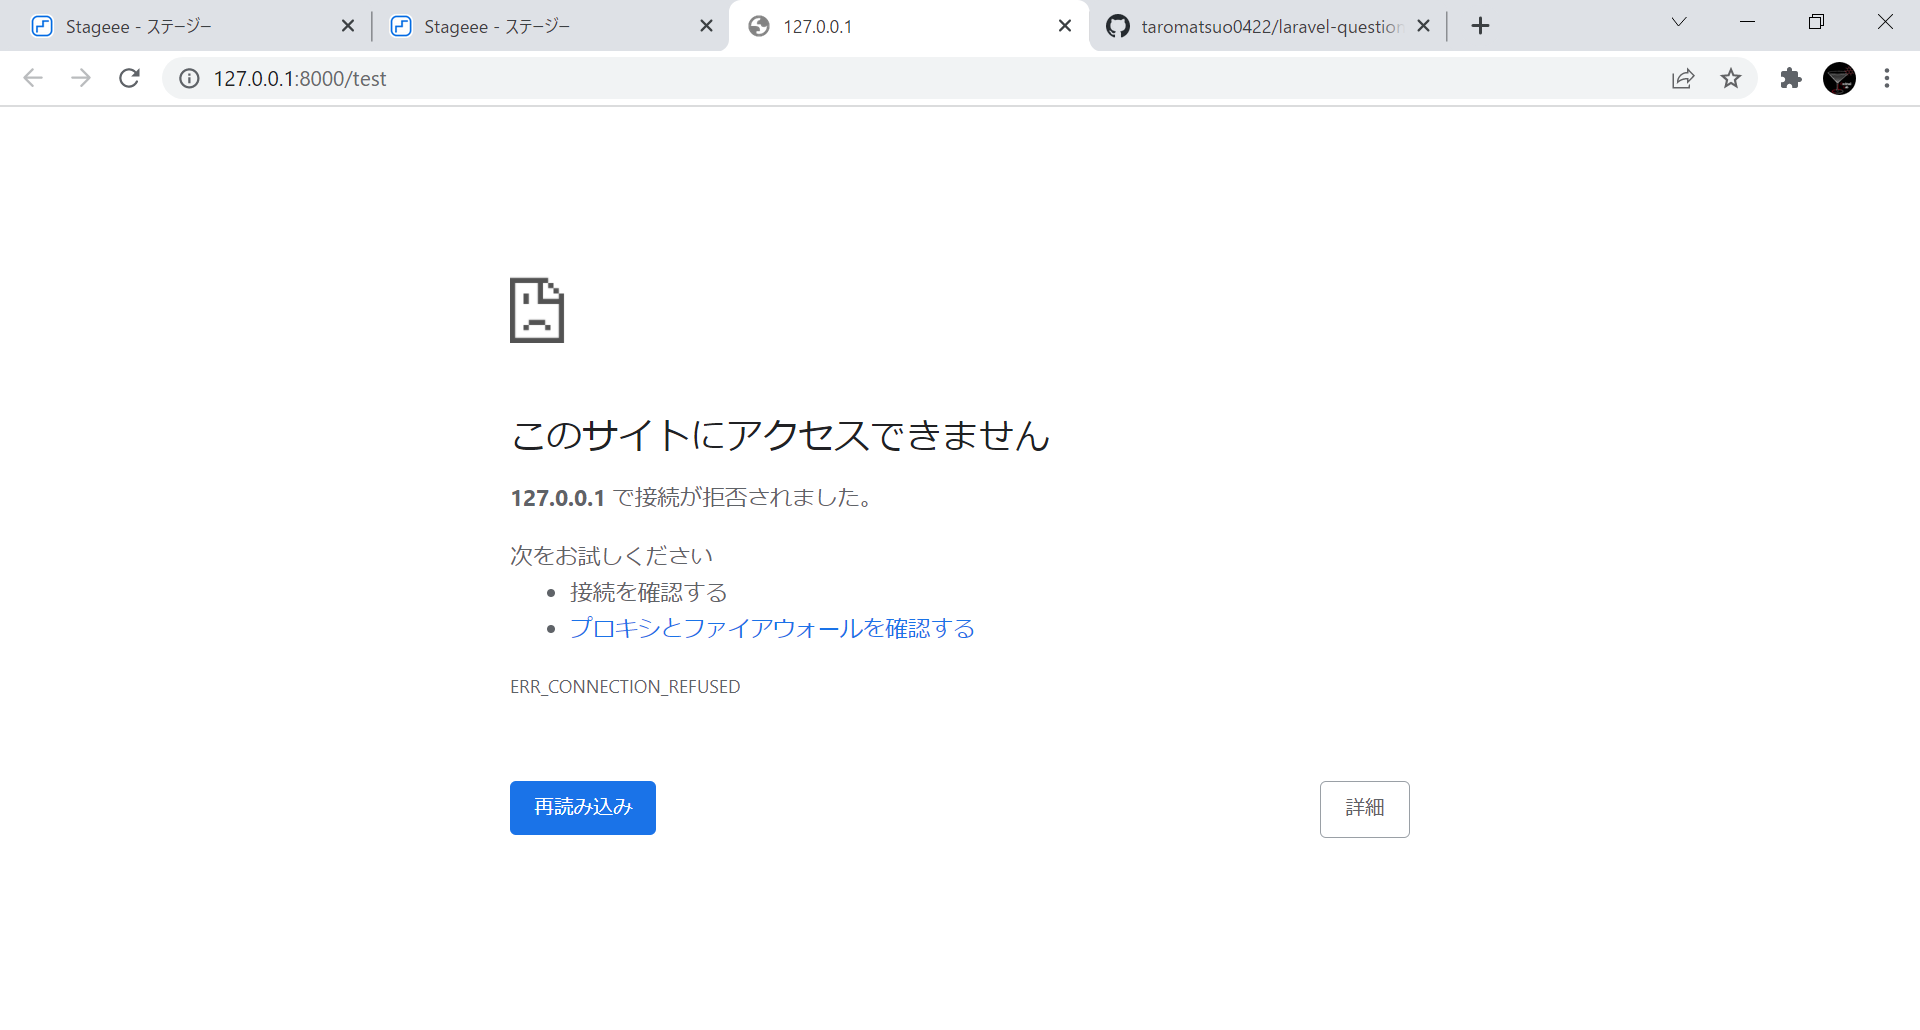 Stageee - ステージー
Stageee - ステージー
127.0.0.1
taromatsuo0422/laravel-question
127.0.0.1:8000/test
このサイトにアクセスできません
127.0.0.1 で接続が拒否されました。
次をお試しください
接続を確認する
プロキシとファイアウォールを確認する
ERR_CONNECTION_REFUSED
再読み込み
詳細